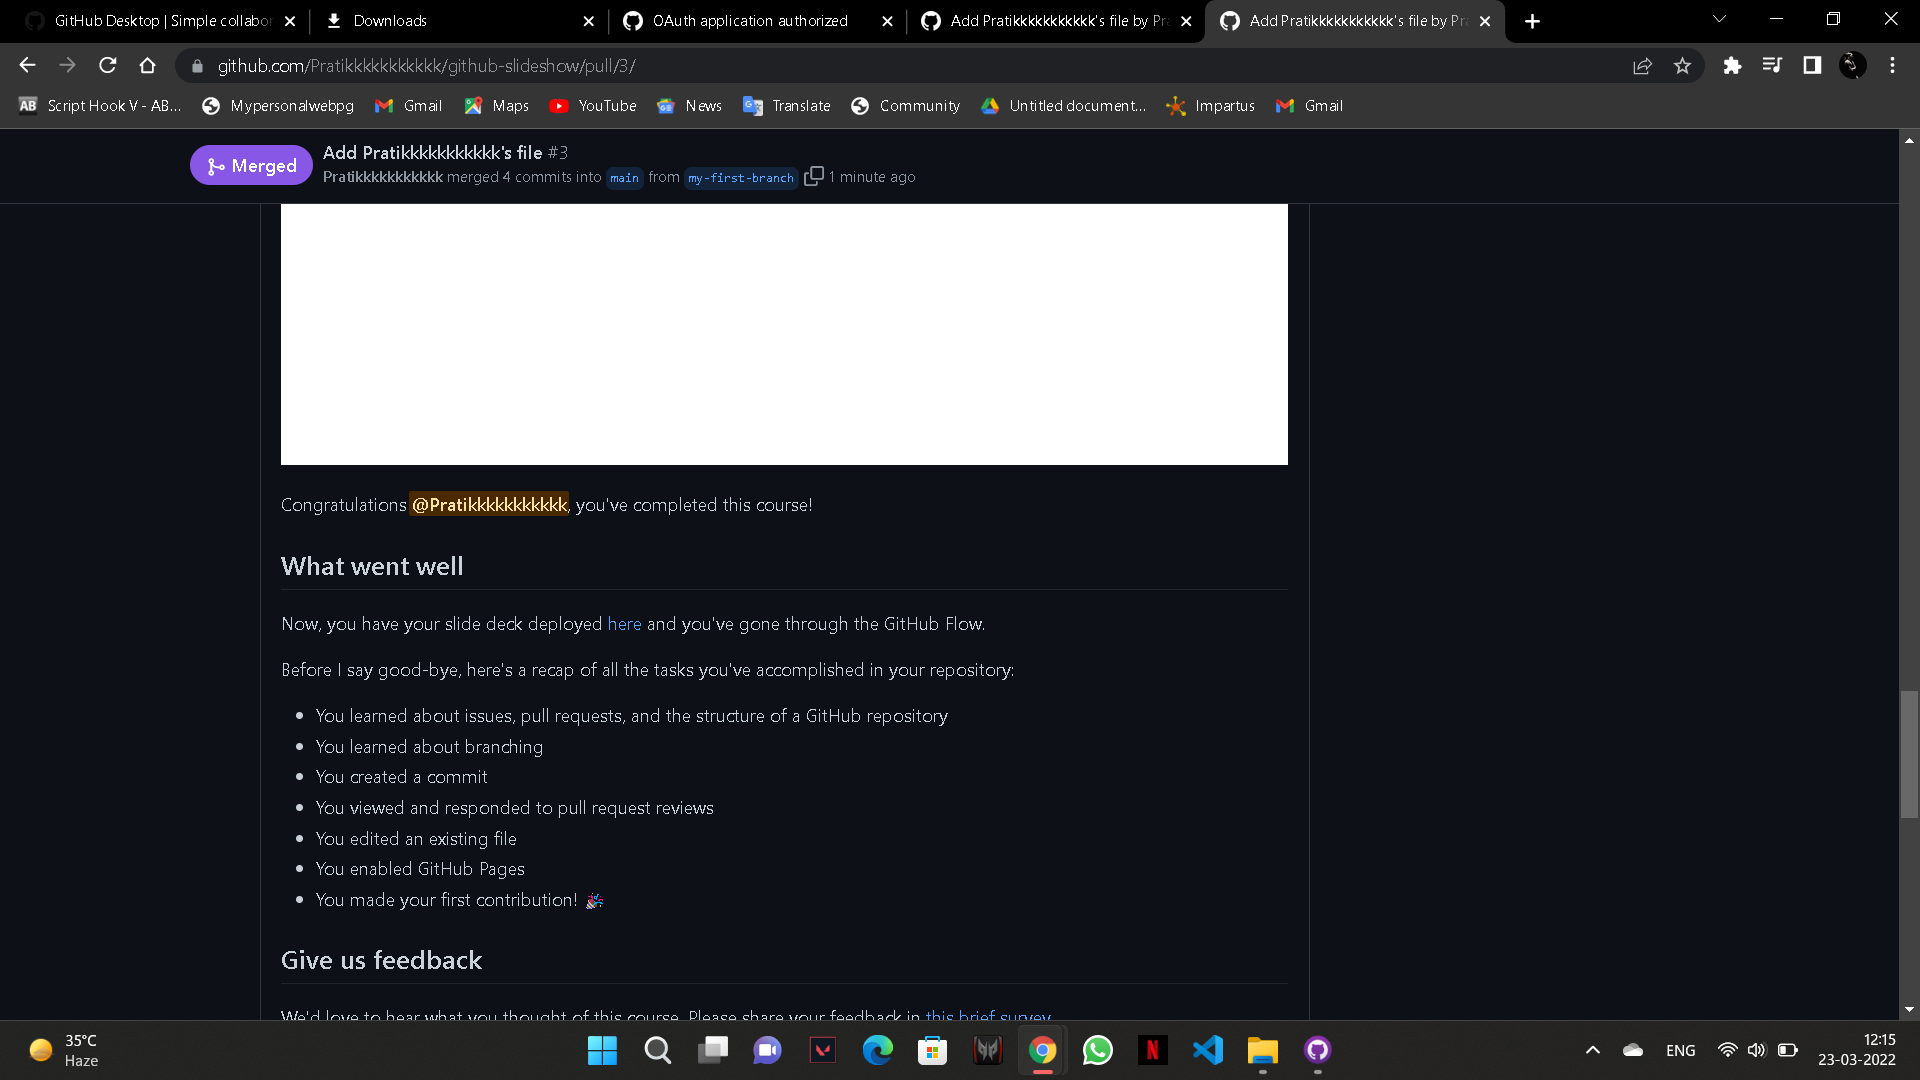 GitHub Desktop | Simple collabor
Downloads
OAuth application authorized
Add Pratikkkkkkkkkkk's file by Pra
Add Pratikkkkkkkkkkk's file by Pra
github.com/Pratikkkkkkkkkkk/github-slideshow/pull/3/
AB Script Hook V - AB...
Mypersonalwebpg
Gmail
Maps
YouTube
News
Translate
Community
Untitled document...
Impartus
Gmail
Merged
Add Pratikkkkkkkkkkk's file #3
Pratikkkkkkkkkkk merged 4 commits into main from my-first-branch 1 minute ago
Congratulations @Pratikkkkkkkkkkk, you've completed this course!
What went well
Now, you have your slide deck deployed here and you've gone through the GitHub Flow.
Before I say good-bye, here's a recap of all the tasks you've accomplished in your repository:
You learned about issues, pull requests, and the structure of a GitHub repository
You learned about branching
You created a commit
You viewed and responded to pull request reviews
You edited an existing file
You enabled GitHub Pages
You made your first contribution! 🎉
Give us feedback
We'd love to hear what you thought of this course. Please share your feedback in this brief survey
35°C
Haze
ENG
12:15
23-03-2022